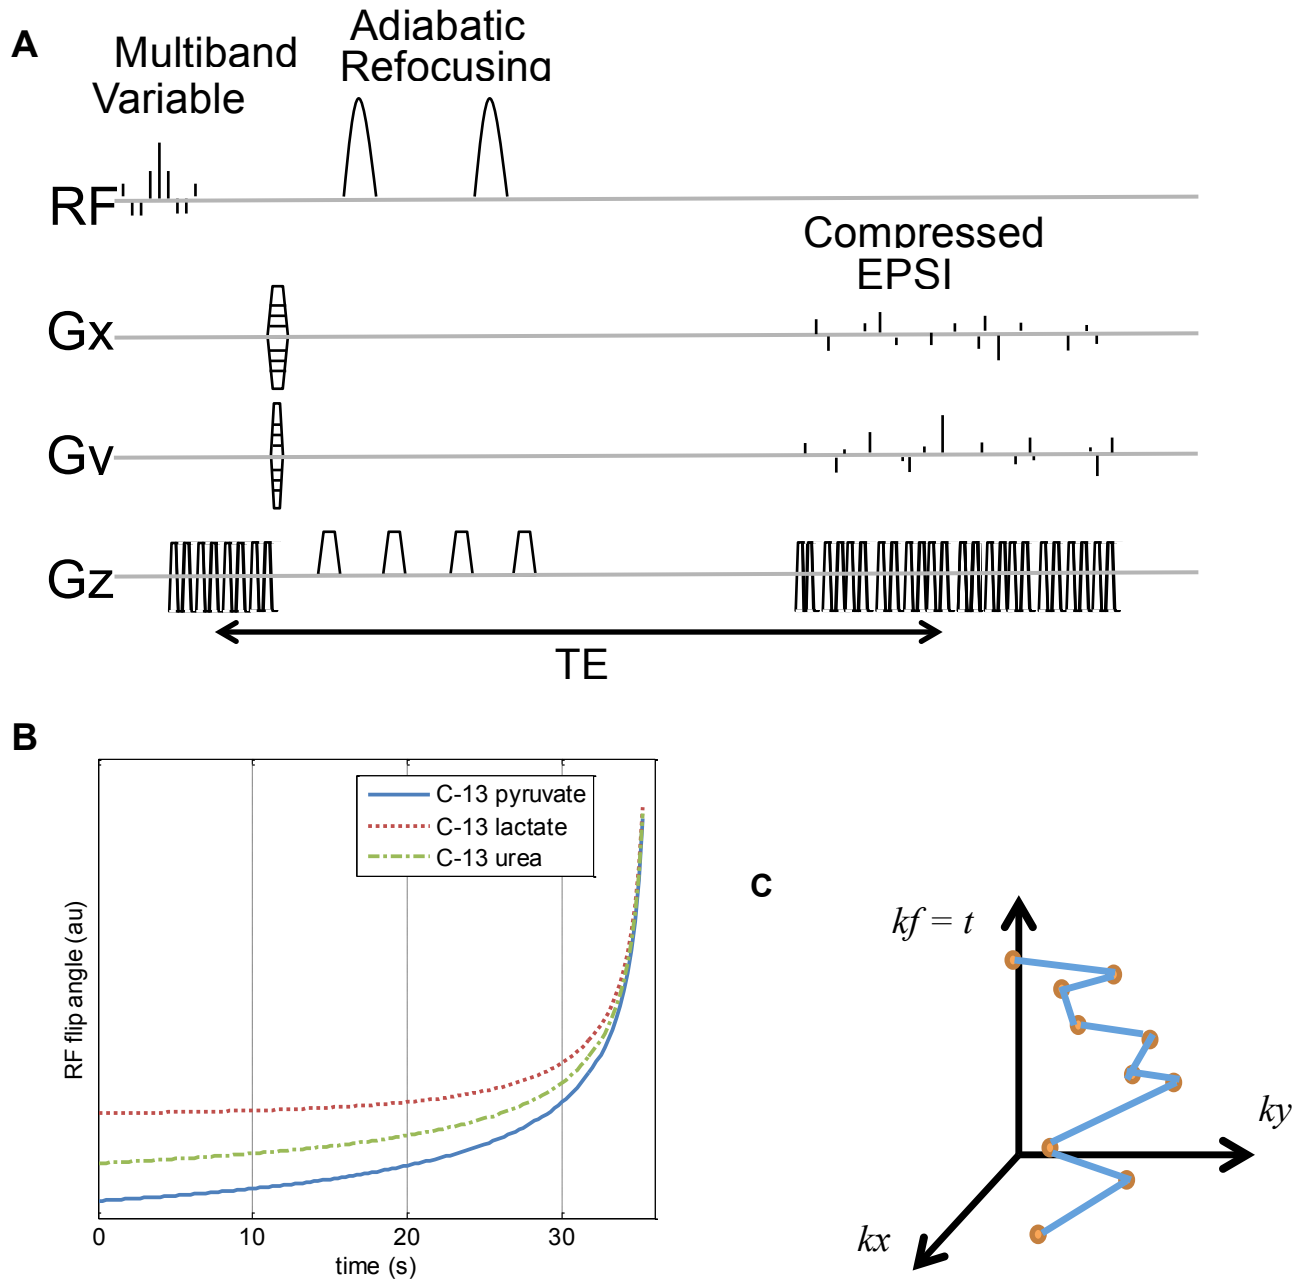 A
Multiband
Variable
Adiabatic
Refocusing
RF
Compressed
EPSI
Gx
Gy
Gz
TE
B
C-13 pyruvate
C-13 lactate
C-13 urea
RF flip angle (au)
0 10 20 30
time (s)
C
kf = t
ky
kx